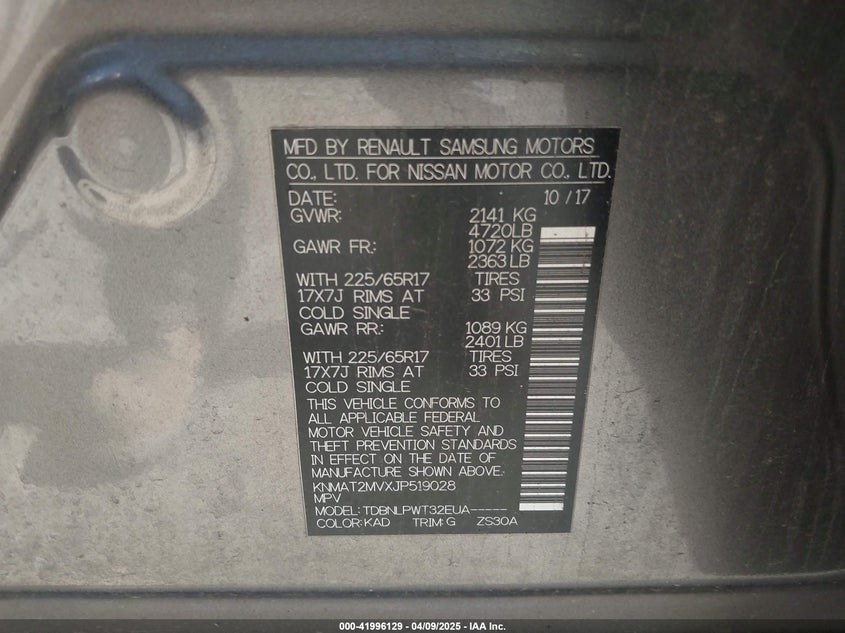 MFD BY RENAULT SAMSUNG MOTORS
CO., LTD. FOR NISSAN MOTOR CO., LTD.
DATE: 10 / 17
GVWR: 2141 KG
4720LB
GAWR FR.: 1072 KG
2363 LB
WITH 225/65R17 TIRES
17X7J RIMS AT 33 PSI
COLD SINGLE
GAWR RR.: 1089 KG
2401 LB
WITH 225/65R17 TIRES
17X7J RIMS AT 33 PSI
COLD SINGLE
THIS VEHICLE CONFORMS TO
ALL APPLICABLE FEDERAL
MOTOR VEHICLE SAFETY AND
THEFT PREVENTION STANDARDS
IN EFFECT ON THE DATE OF
MANUFACTURE SHOWN ABOVE.
KNMAT2MVXJP519028
MPV
MODEL: TDBNLPWT32EUA-----
COLOR: KAD TRIM: G ZS30A
000-41996129 - 04/09/2025 - IAA Inc.